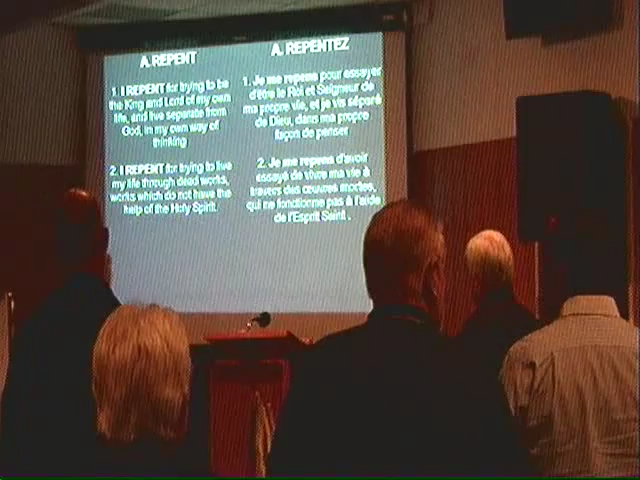 A. REPENT
1. I REPENT for trying to be
the King and Lord of my own
life, and live separate from
God, in my own way of
thinking
2. I REPENT for trying to live
my life through dead works,
works which do not have the
help of the Holy Spirit.
A. REPENTEZ
1. Je me repens pour essayer
d'être le Roi et Seigneur de
ma propre vie, et je vis séparé
de Dieu, dans ma propre
façon de penser
2. Je me repens d'avoir
essayé de vivre ma vie à
travers des œuvres mortes,
qui ne fonctionne pas à l'aide
de l'Esprit Saint .